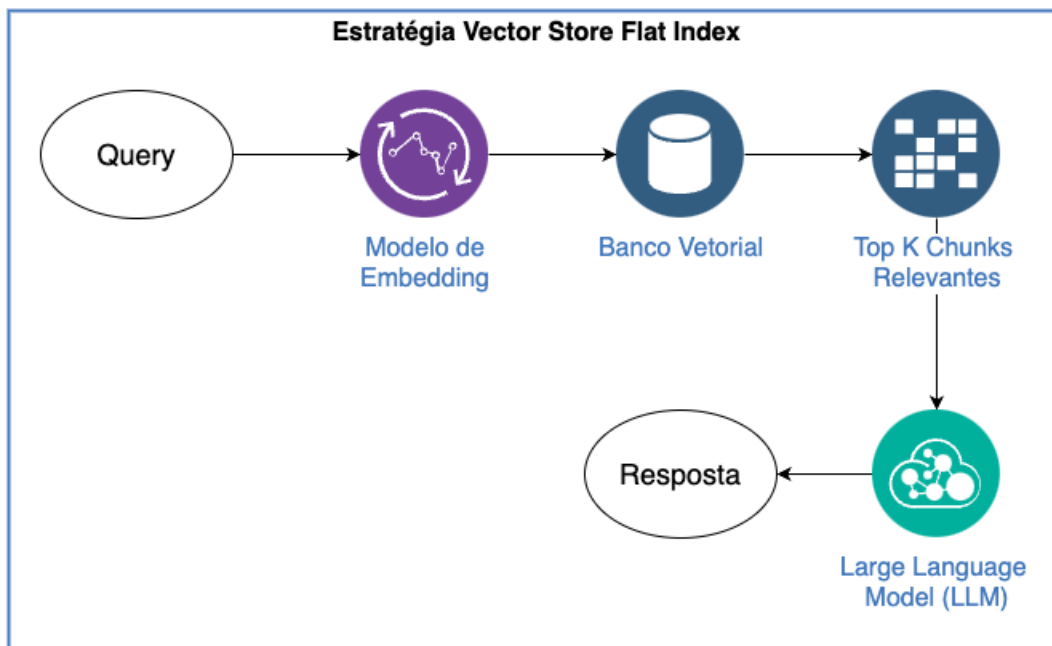 Estratégia Vector Store Flat Index
Query
Modelo de
Embedding
Banco Vetorial
Top K Chunks
Relevantes
Resposta
Large Language
Model (LLM)